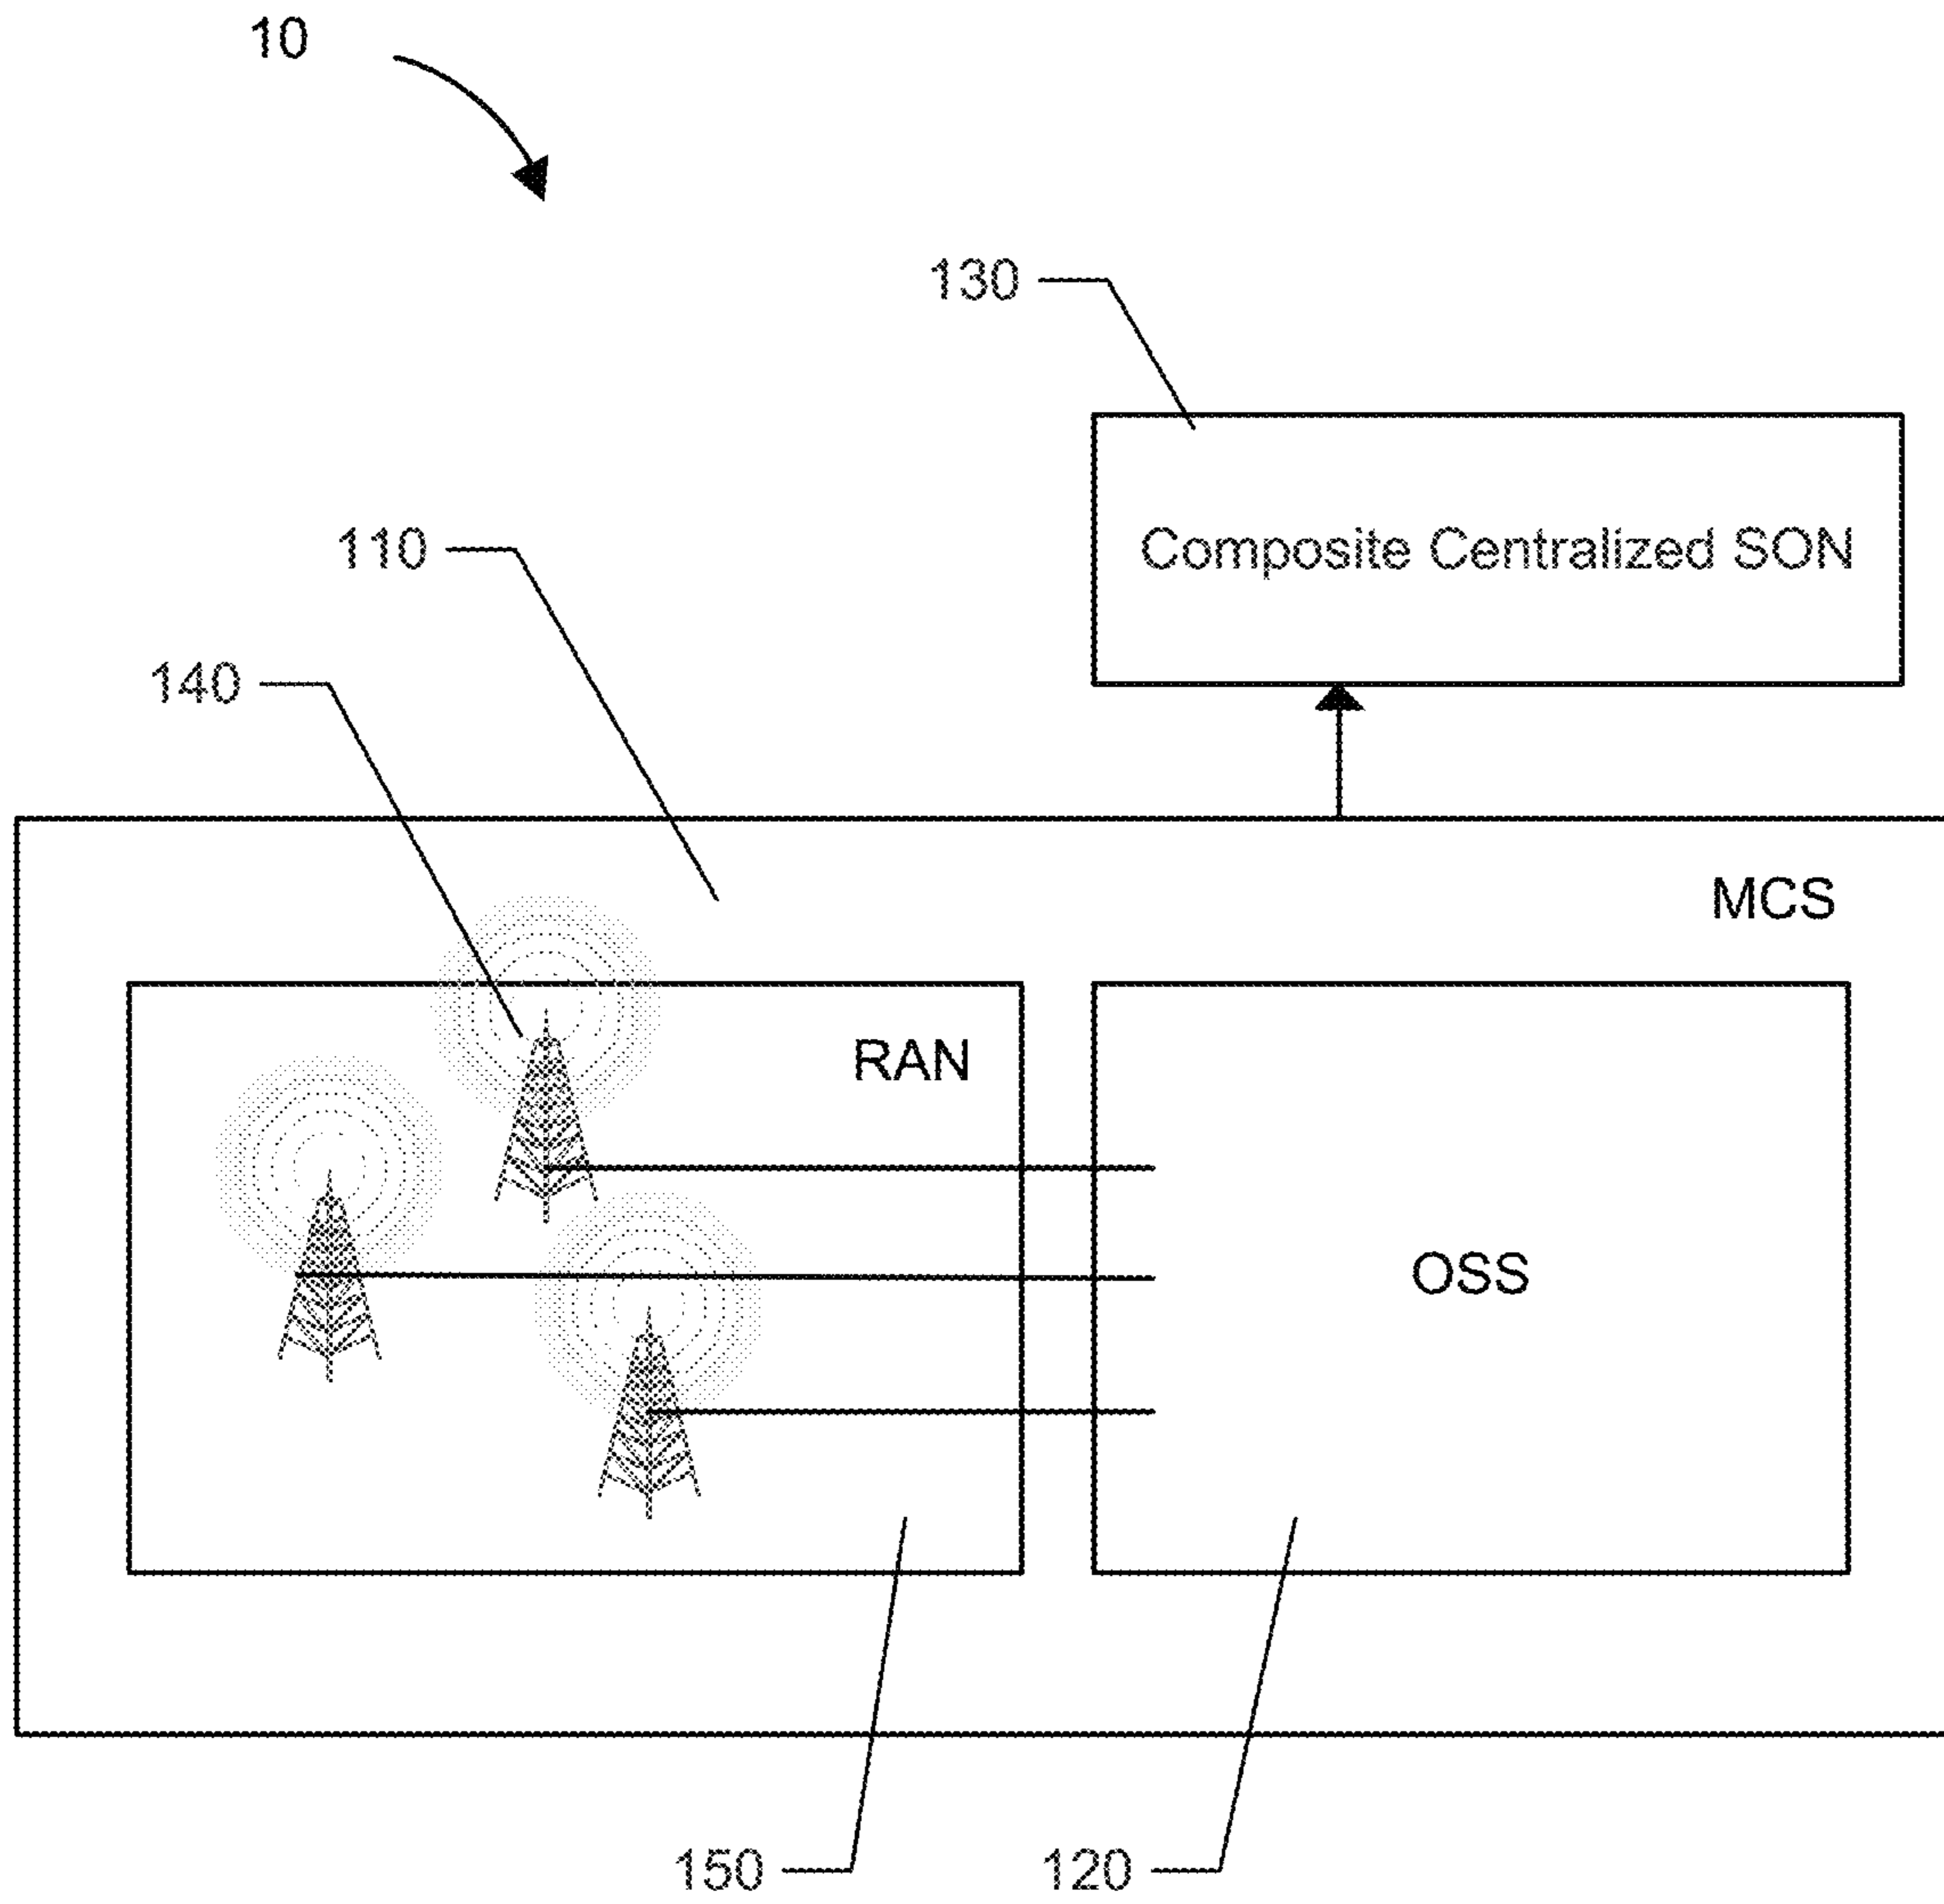 10
130
Composite Centralized SON
110
140
MCS
RAN
OSS
150
120